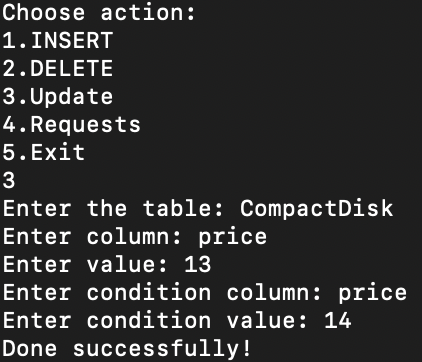 Choose action:
1.INSERT
2.DELETE
3.Update
4.Requests
5.Exit
3
Enter the table: CompactDisk
Enter column: price
Enter value: 13
Enter condition column: price
Enter condition value: 14
Done successfully!